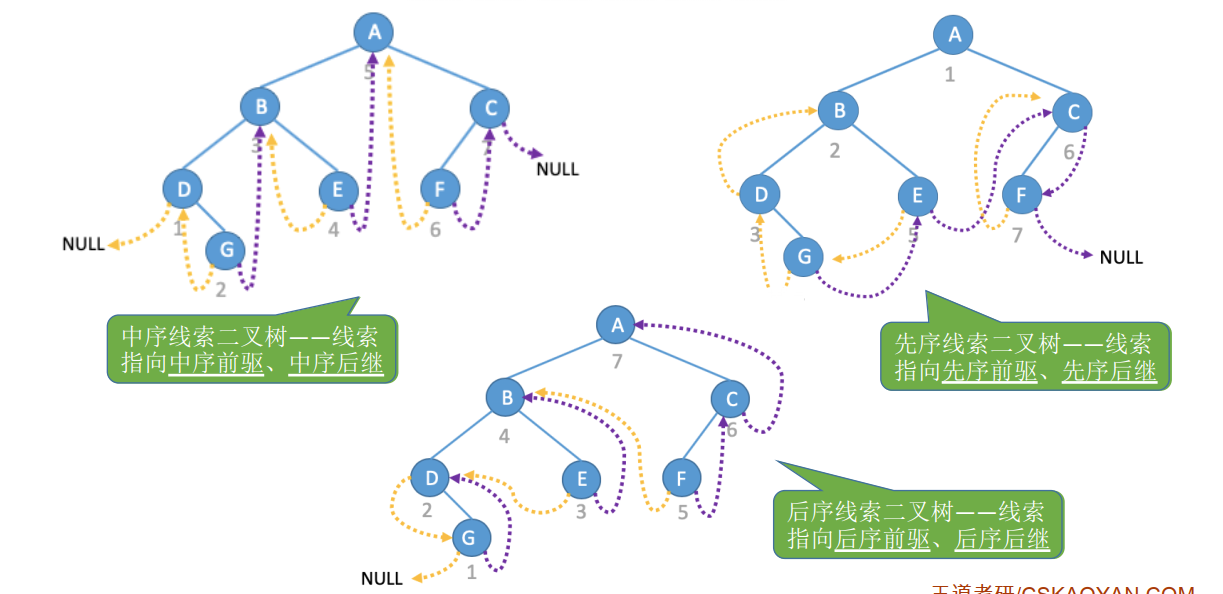 A
5
B
3
C
7
NULL
D
1
E
4
F
6
NULL
G
2
中序线索二叉树——线索
指向中序前驱、中序后继
A
1
B
2
C
6
D
3
E
5
F
7
G
NULL
先序线索二叉树——线索
指向先序前驱、先序后继
A
7
B
4
C
6
D
2
E
3
F
5
G
1
NULL
后序线索二叉树——线索
指向后序前驱、后序后继
王道考研/CSKAOYAN.COM